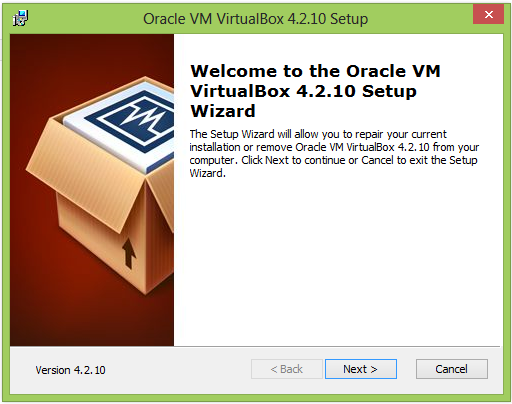 Oracle VM VirtualBox 4.2.10 Setup
Welcome to the Oracle VM
VirtualBox 4.2.10 Setup
Wizard
The Setup Wizard will allow you to repair your current
installation or remove Oracle VM VirtualBox 4.2.10 from your
computer. Click Next to continue or Cancel to exit the Setup
Wizard.
Version 4.2.10
< Back
Next >
Cancel